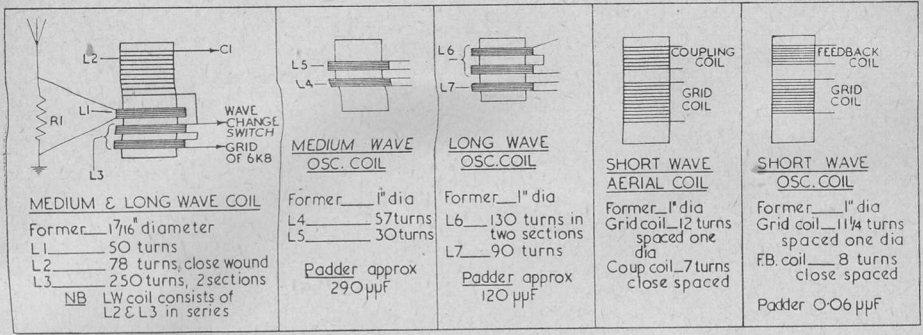 L2
C1
R1
L1
L3
WAVE
CHANGE
SWITCH
GRID
OF 6K8
MEDIUM & LONG WAVE COIL
Former 1 7/16" diameter
L1 50 turns
L2 78 turns, close wound
L3 250 turns, 2 sections
NB LW coil consists of
L2 & L3 in series
L5
L4
MEDIUM WAVE
OSC. COIL
Former 1" dia
L4 57 turns
L5 30 turns
Padder approx
290 µµF
L6
L7
LONG WAVE
OSC. COIL
Former 1" dia
L6 130 turns in
two sections
L7 90 turns
Padder approx
120 µµF
COUPLING
COIL
GRID
COIL
SHORT WAVE
AERIAL COIL
Former 1" dia
Grid coil 12 turns
spaced one
dia
Coup coil 7 turns
close spaced
FEEDBACK
COIL
GRID
COIL
SHORT WAVE
OSC. COIL
Former 1" dia
Grid coil 11 1/4 turns
spaced one dia
F.B. coil 8 turns
close spaced
Padder 0·06 µµF